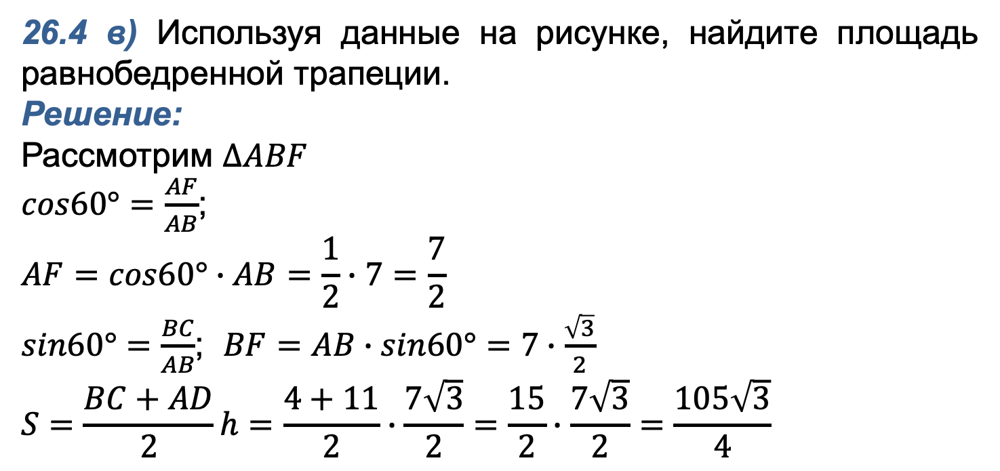 26.4 в) Используя данные на рисунке, найдите площадь
равнобедренной трапеции.
Решение:
Рассмотрим ΔABF
cos60° = AF/AB;
AF = cos60° · AB = 1/2 · 7 = 7/2
sin60° = BC/AB; BF = AB · sin60° = 7 · √3/2
S = (BC + AD)/2 h = (4 + 11)/2 · 7√3/2 = 15/2 · 7√3/2 = 105√3/4